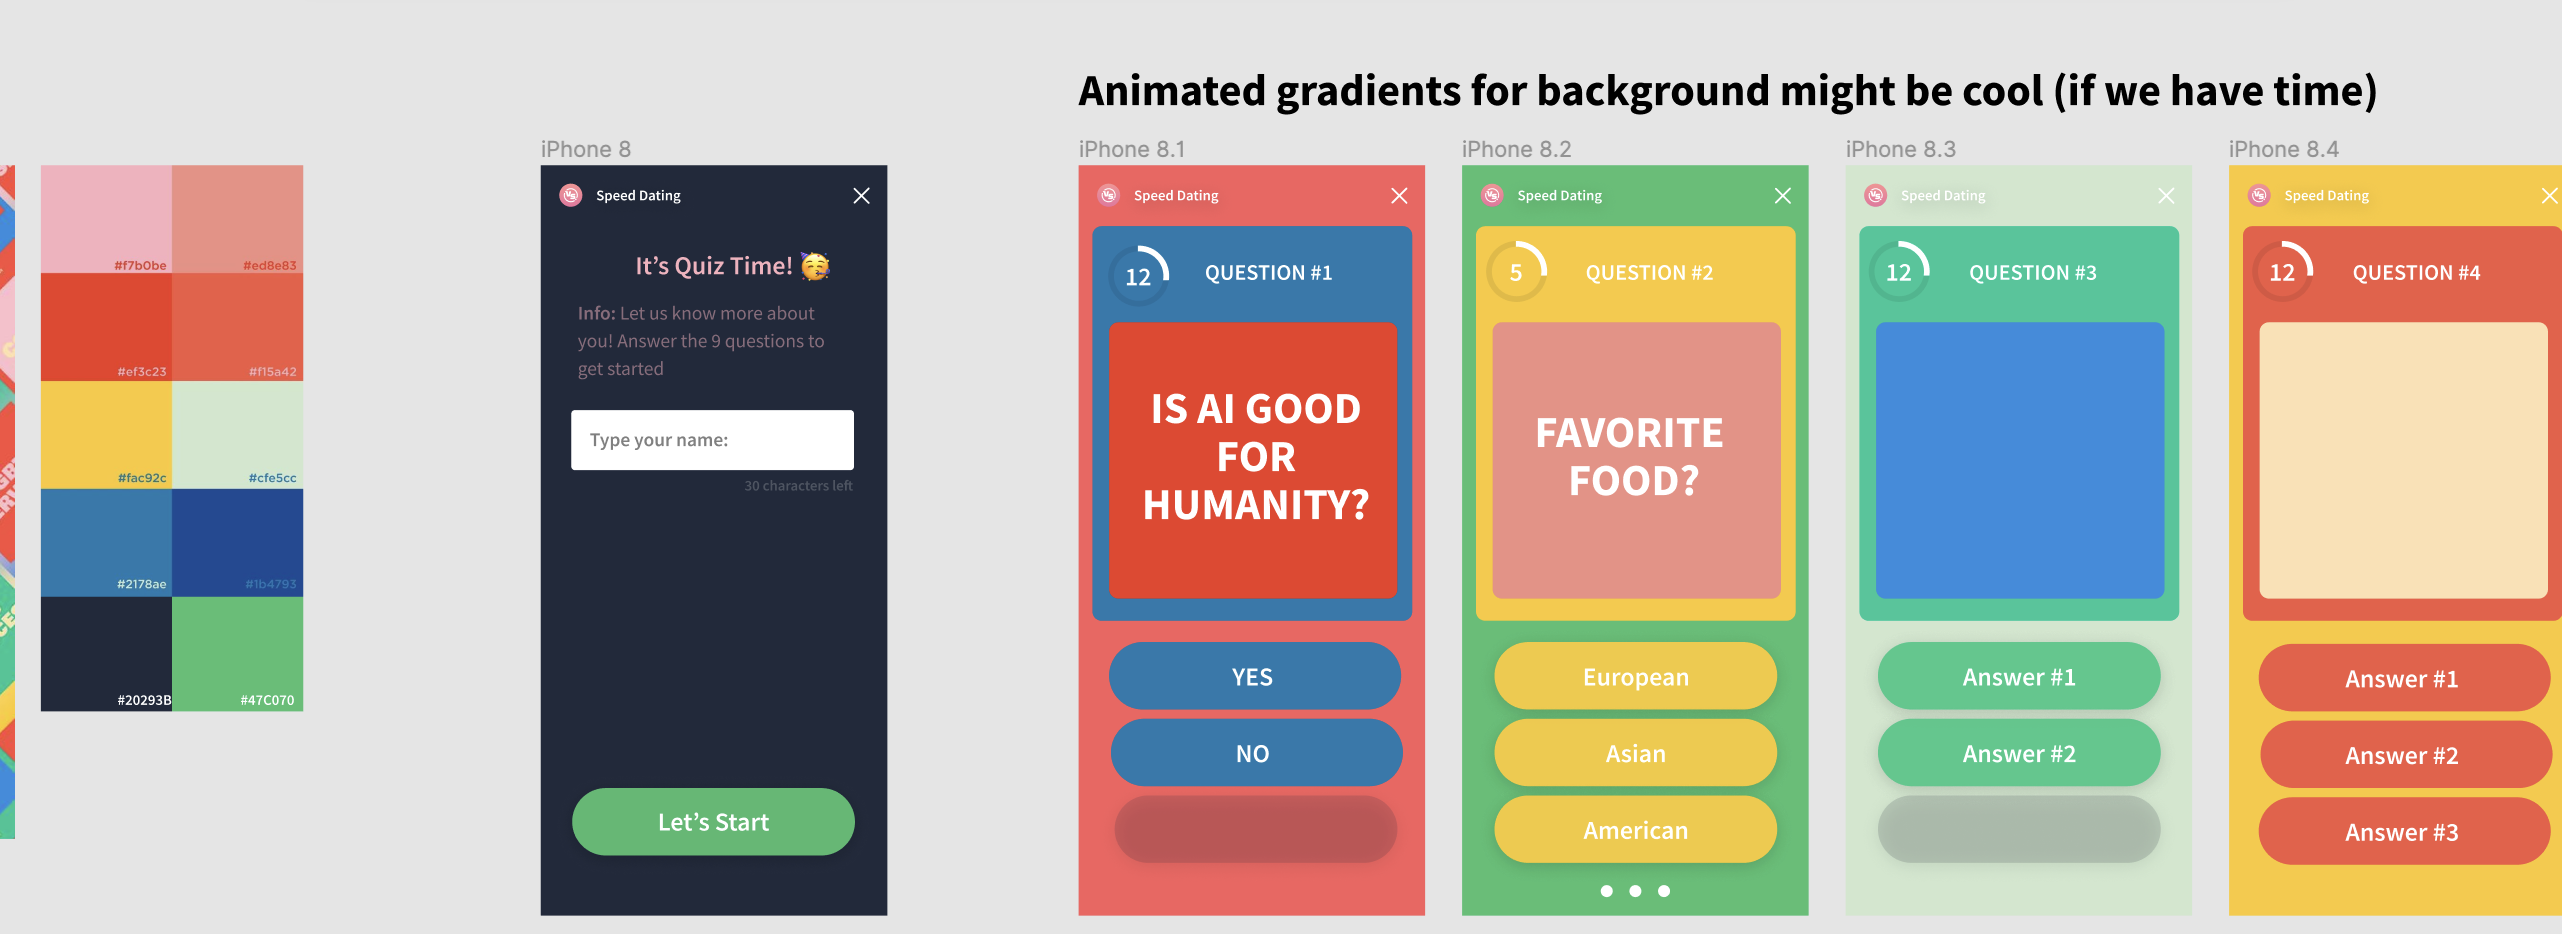 Animated gradients for background might be cool (if we have time)
#f7b0be
#ed8e83
#ef3c23
#f15a42
#fac92c
#cfe5cc
#2178ae
#1b4793
#20293B
#47C070
iPhone 8
Speed Dating
It’s Quiz Time! 🥳
Info: Let us know more about
you! Answer the 9 questions to
get started
Type your name:
30 characters left
Let’s Start
iPhone 8.1
Speed Dating
12
QUESTION #1
IS AI GOOD
FOR
HUMANITY?
YES
NO
iPhone 8.2
Speed Dating
5
QUESTION #2
FAVORITE
FOOD?
European
Asian
American
iPhone 8.3
Speed Dating
12
QUESTION #3
Answer #1
Answer #2
iPhone 8.4
Speed Dating
12
QUESTION #4
Answer #1
Answer #2
Answer #3